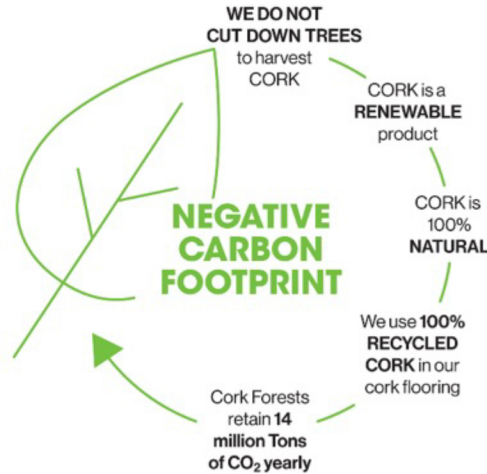 WE DO NOT
CUT DOWN TREES
to harvest
CORK
CORK is a
RENEWABLE
product
CORK is
100%
NATURAL
We use 100%
RECYCLED
CORK in our
cork flooring
Cork Forests
retain 14
million Tons
of CO₂ yearly
NEGATIVE
CARBON
FOOTPRINT